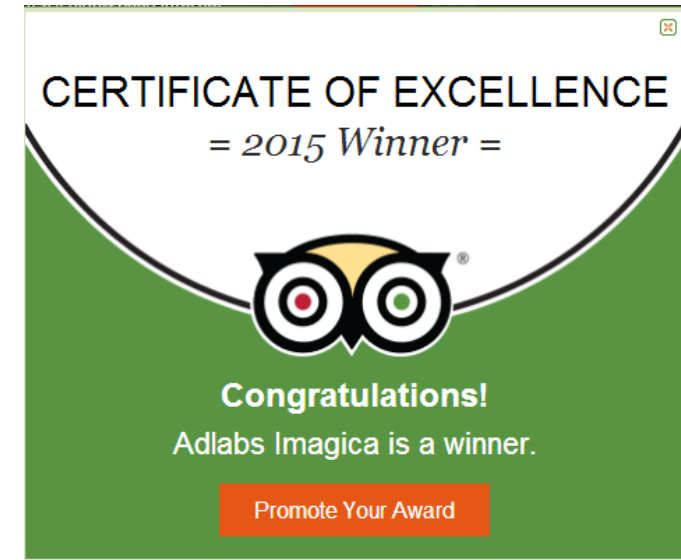 CERTIFICATE OF EXCELLENCE
= 2015 Winner =
®
Congratulations!
Adlabs Imagica is a winner.
Promote Your Award